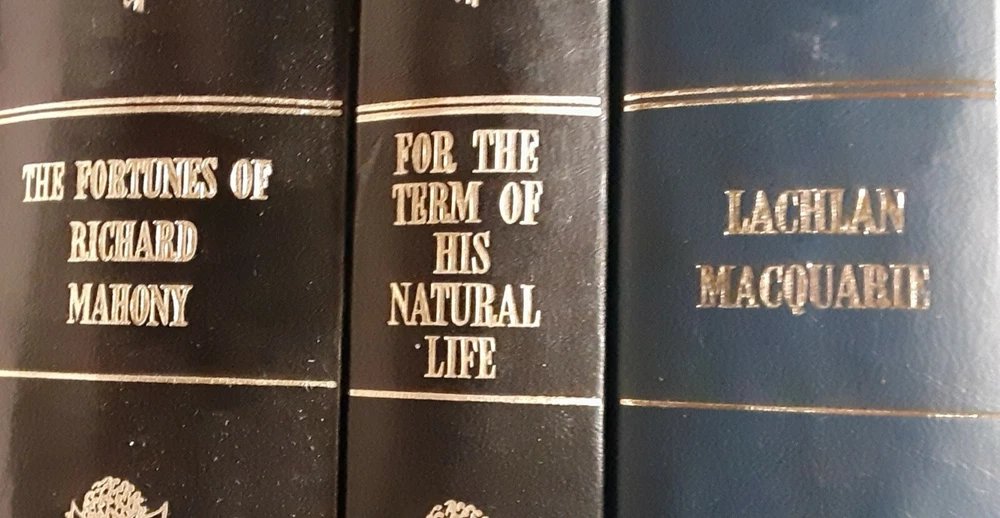 THE FORTUNES OF
RICHARD
MAHONY
FOR THE
TERM OF
HIS
NATURAL
LIFE
LACHLAN
MACQUARIE